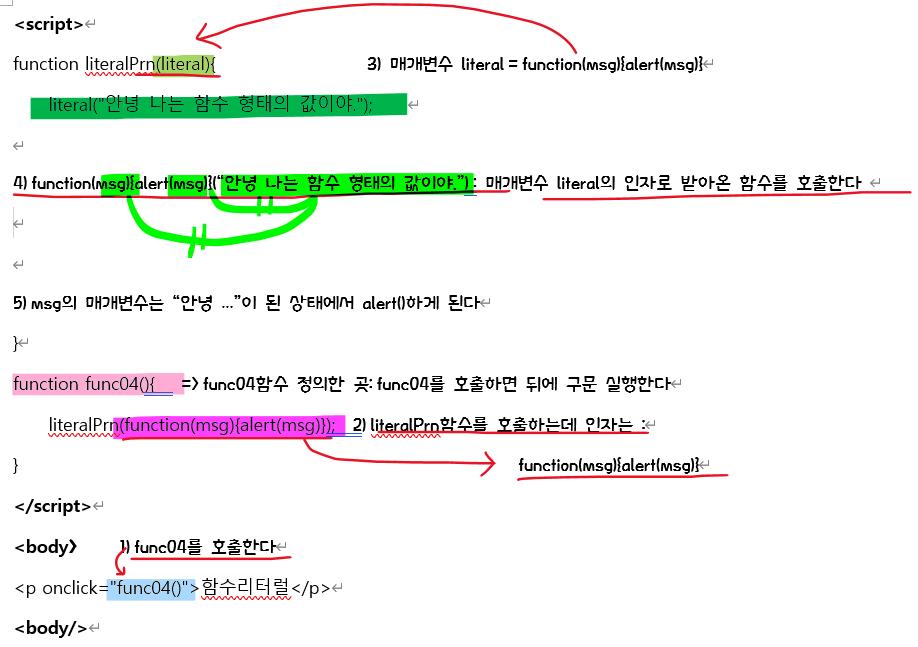 <script>
function literalPrn(literal){ 3) 매개변수 literal = function(msg){alert(msg)}
literal("안녕 나는 함수 형태의 값이야.");
4) function(msg){alert(msg)}(“안녕 나는 함수 형태의 값이야.”) : 매개변수 literal의 인자로 받아온 함수를 호출한다
5) msg의 매개변수는 “안녕 ...”이 된 상태에서 alert()하게 된다
}
function func04(){ => func04함수 정의한 곳: func04를 호출하면 뒤에 구문 실행한다
literalPrn(function(msg){alert(msg)}); 2) literalPrn함수를 호출하는데 인자는 :
} function(msg){alert(msg)}
</script>
<body> 1) func04를 호출한다
<p onclick="func04()">함수리터럴</p>
<body/>